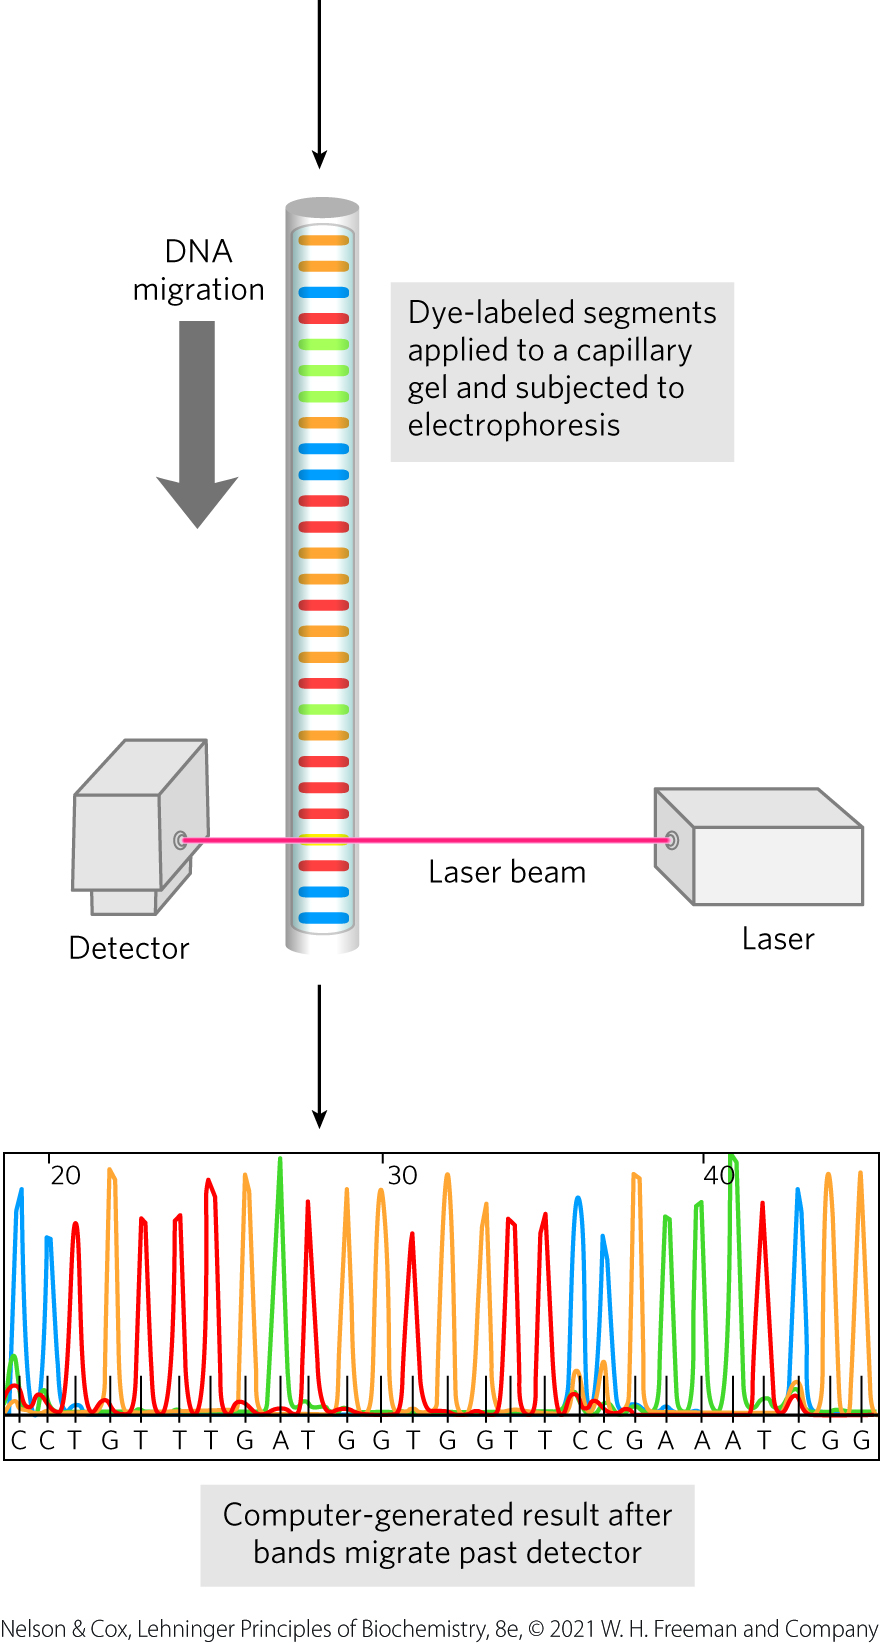 DNA
migration
Dye-labeled segments
applied to a capillary
gel and subjected to
electrophoresis
Laser beam
Detector
Laser
20 30 40
C C T G T T T G A T G G T G G T T C C G A A A T C G G
Computer-generated result after
bands migrate past detector
Nelson & Cox, Lehninger Principles of Biochemistry, 8e, © 2021 W. H. Freeman and Company